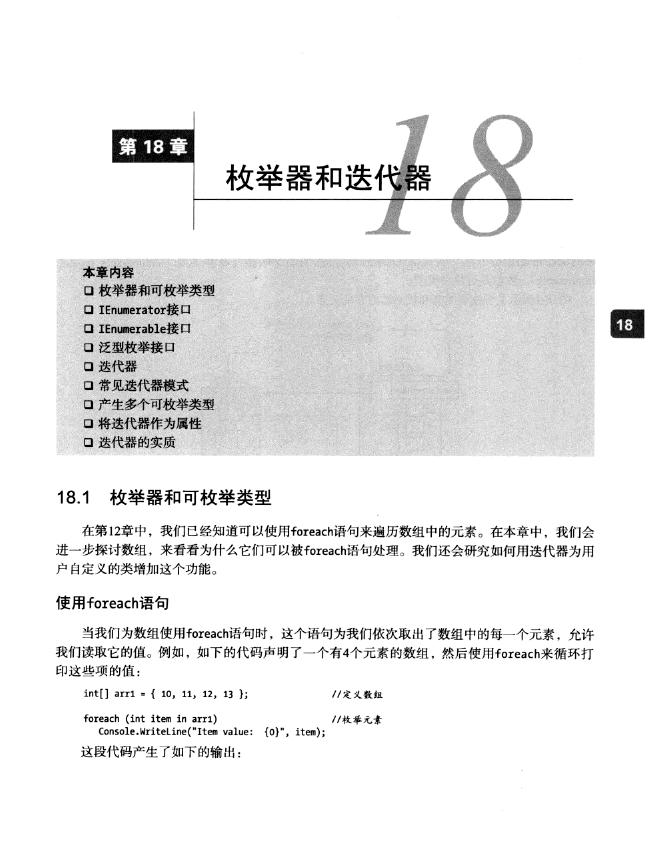 第 18 章
18
枚举器和迭代器
本章内容
❑ 枚举器和可枚举类型
❑ IEnumerator接口
❑ IEnumerable接口
❑ 泛型枚举接口
❑ 迭代器
❑ 常见迭代器模式
❑ 产生多个可枚举类型
❑ 将迭代器作为属性
❑ 迭代器的实质
18
18.1 枚举器和可枚举类型
在第12章中，我们已经知道可以使用foreach语句来遍历数组中的元素。在本章中，我们会
进一步探讨数组，来看看为什么它们可以被foreach语句处理。我们还会研究如何用迭代器为用
户自定义的类增加这个功能。
使用foreach语句
当我们为数组使用foreach语句时，这个语句为我们依次取出了数组中的每一个元素，允许
我们读取它的值。例如，如下的代码声明了一个有4个元素的数组，然后使用foreach来循环打
印这些项的值：
int[] arr1 = { 10, 11, 12, 13 }; //定义数组
foreach (int item in arr1) //枚举元素
Console.WriteLine("Item value: {0}", item);
这段代码产生了如下的输出：